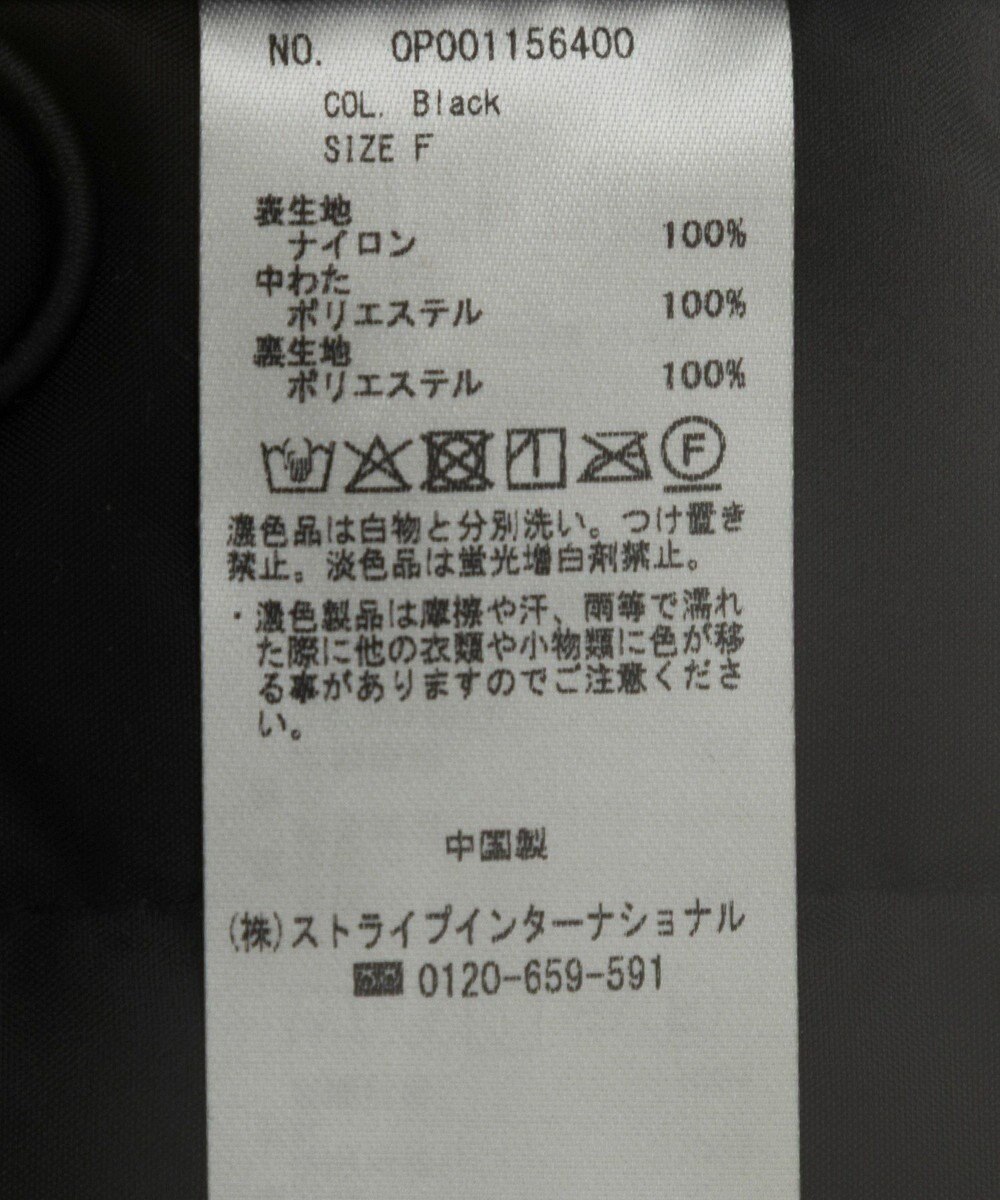 NO. OP001156400
COL. Black
SIZE F
表生地
ナイロン 100%
中わた
ポリエステル 100%
裏生地
ポリエステル 100%
F
濃色品は白物と分別洗い。つけ置き
禁止。淡色品は蛍光増白剤禁止。
・濃色製品は摩擦や汗、雨等で濡れ
た際に他の衣類や小物類に色が移
る事がありますのでご注意くださ
い。
中国製
(株)ストライプインターナショナル
0120-659-591